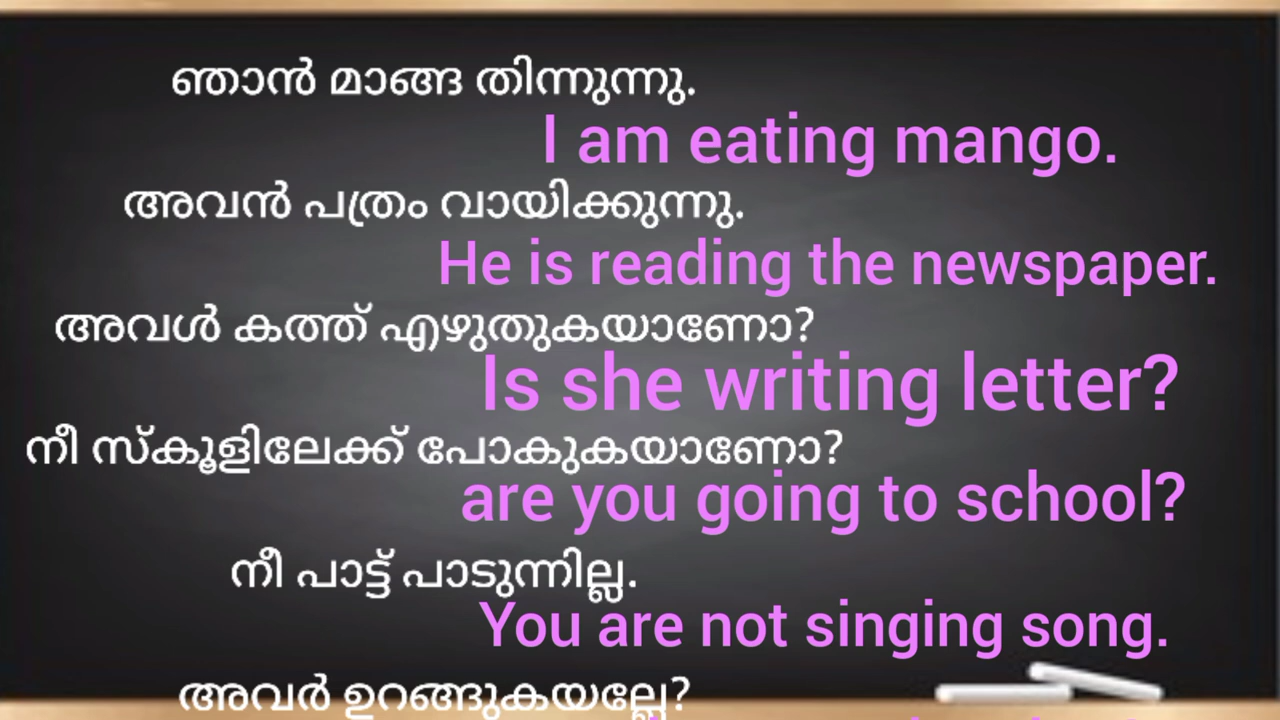 ഞാൻ മാങ്ങ തിന്നുന്നു.
I am eating mango.
അവൻ പത്രം വായിക്കുന്നു.
He is reading the newspaper.
അവൾ കത്ത് എഴുതുകയാണോ?
Is she writing letter?
നീ സ്കൂളിലേക്ക് പോകുകയാണോ?
are you going to school?
നീ പാട്ട് പാടുന്നില്ല.
You are not singing song.
അവർ ഉറങ്ങുകയല്ലേ?